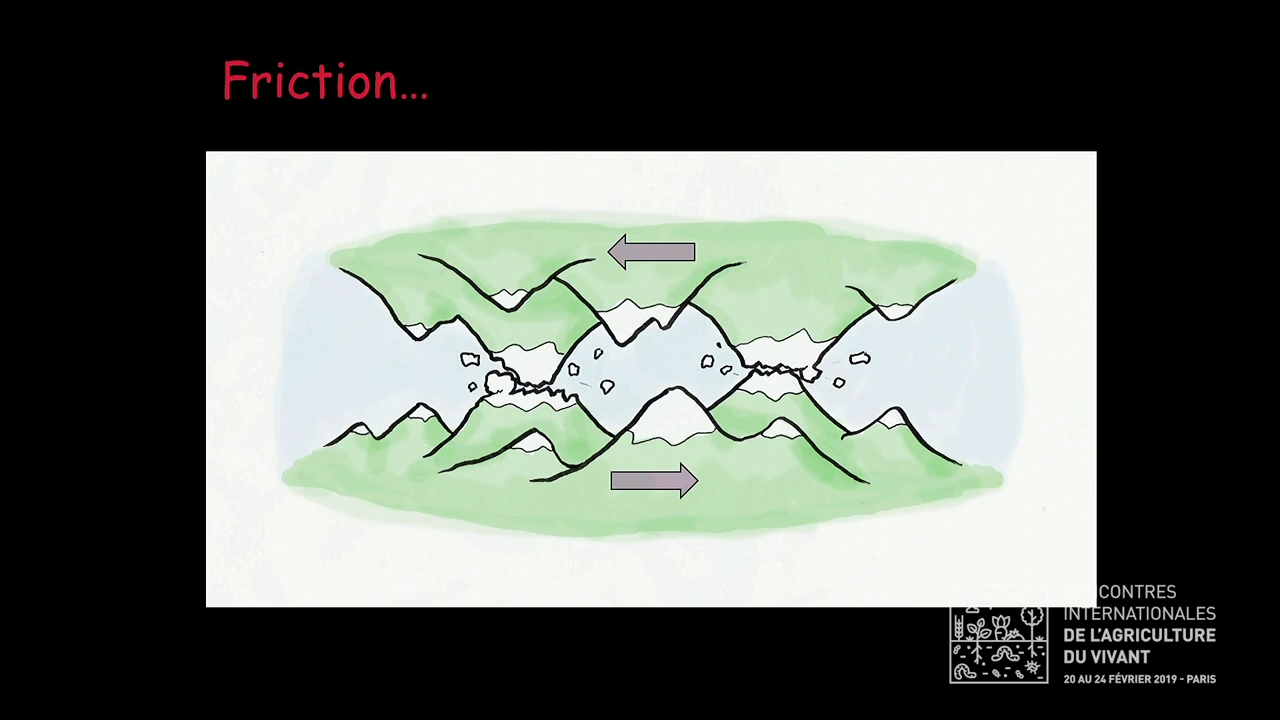 Friction...
CONTRES
INTERNATIONALES
DE L'AGRICULTURE
DU VIVANT
20 AU 24 FÉVRIER 2019 - PARIS